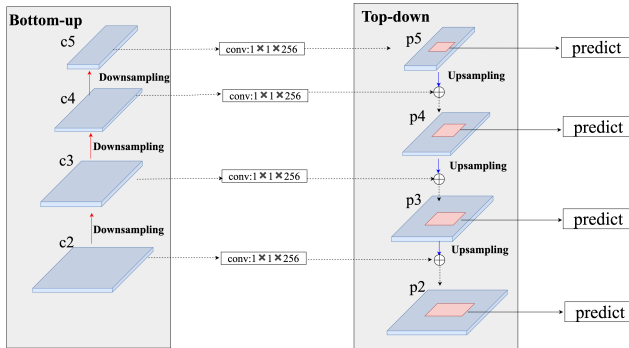 Bottom-up
Top-down
c5
conv:1×1×256
p5
predict
Downsampling
Upsampling
c4
conv:1×1×256
p4
predict
Downsampling
Upsampling
c3
conv:1×1×256
p3
predict
Downsampling
Upsampling
c2
conv:1×1×256
p2
predict